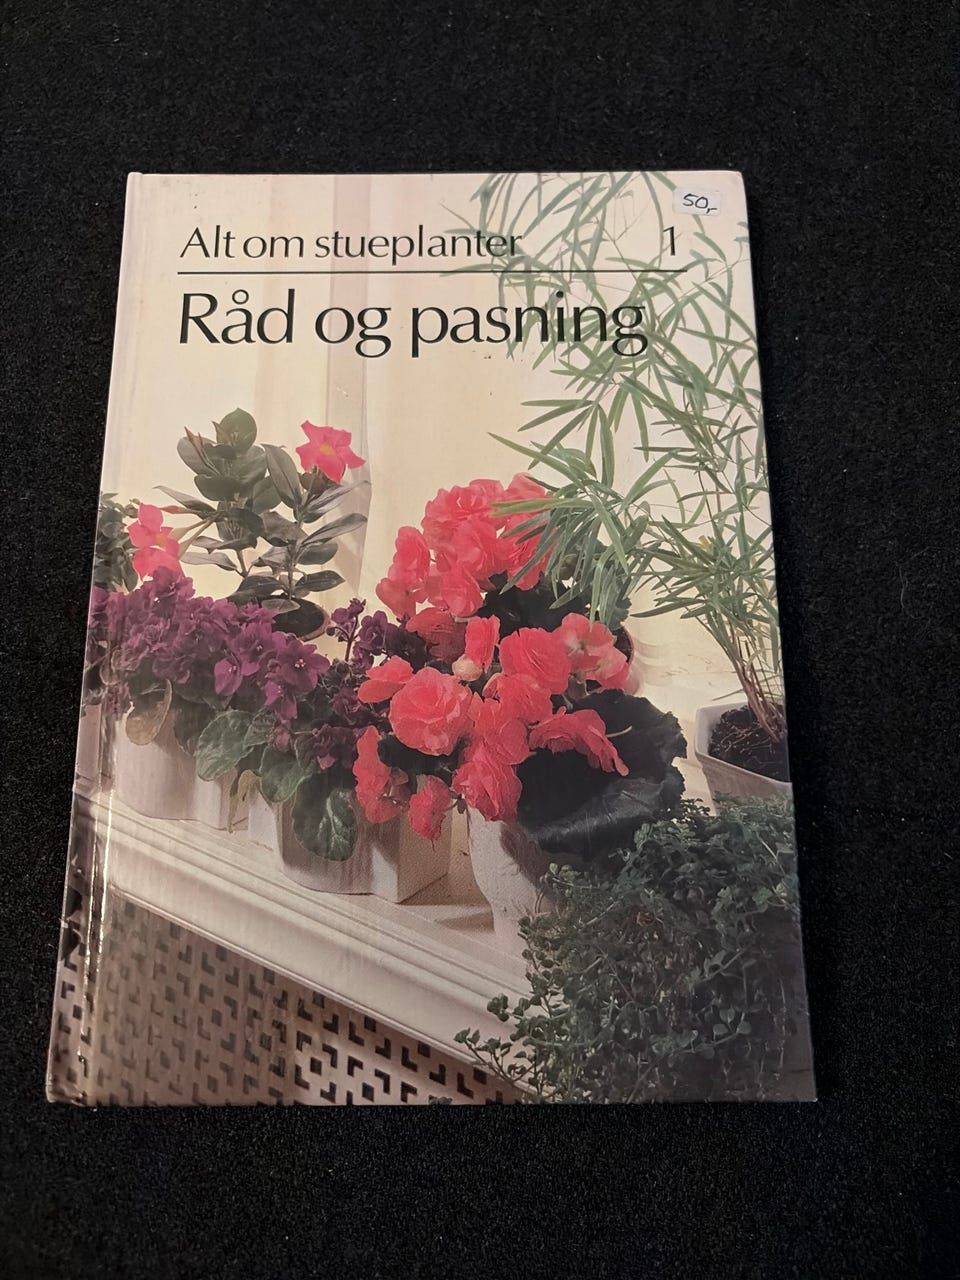 50,-
Alt om stueplanter 1
Råd og pasning